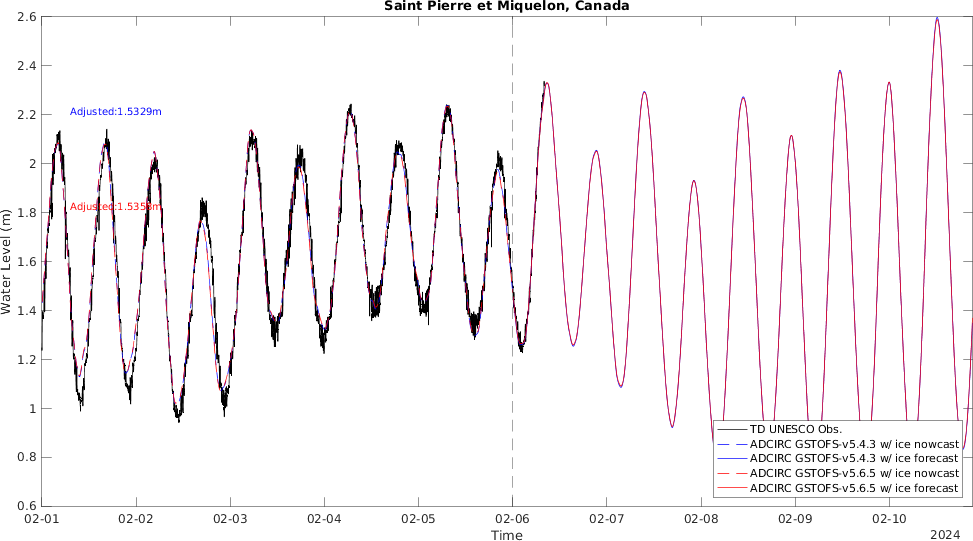 Saint Pierre et Miquelon, Canada
2.6
2.4
2.2
2
1.8
1.6
1.4
1.2
1
0.8
0.6
Water Level (m)
Adjusted:1.5329m
Adjusted:1.5358m
TD UNESCO Obs.
ADCIRC GSTOFS-v5.4.3 w/ ice nowcast
ADCIRC GSTOFS-v5.4.3 w/ ice forecast
ADCIRC GSTOFS-v5.6.5 w/ ice nowcast
ADCIRC GSTOFS-v5.6.5 w/ ice forecast
02-01 02-02 02-03 02-04 02-05 02-06 02-07 02-08 02-09 02-10
Time
2024